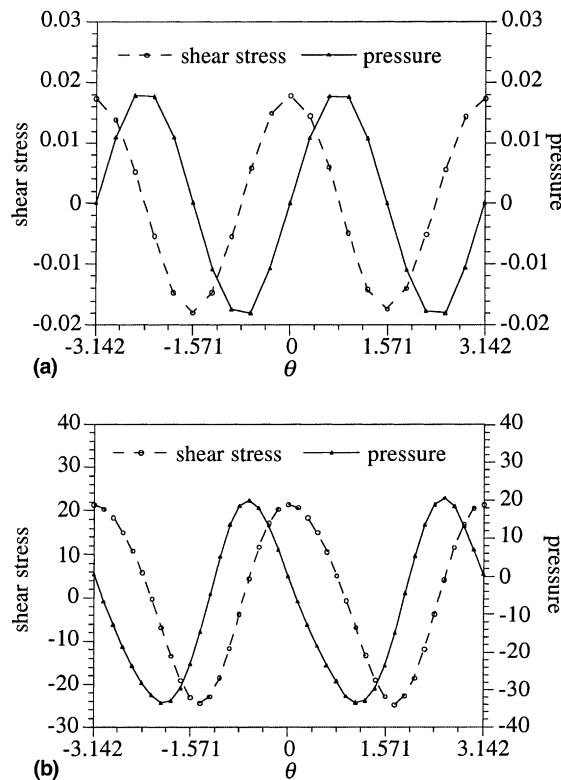 0.03 0.03
shear stress pressure
0.02 0.02
0.01 0.01
0 0
-0.01 -0.01
-0.02 -0.02
shear stress
pressure
-3.142 -1.571 0 1.571 3.142
(a) θ
40 40
shear stress pressure
30 30
20 20
10 10
0 0
-10 -10
-20 -20
-30
-30 -40
shear stress
pressure
-3.142 -1.571 0 1.571 3.142
(b) θ